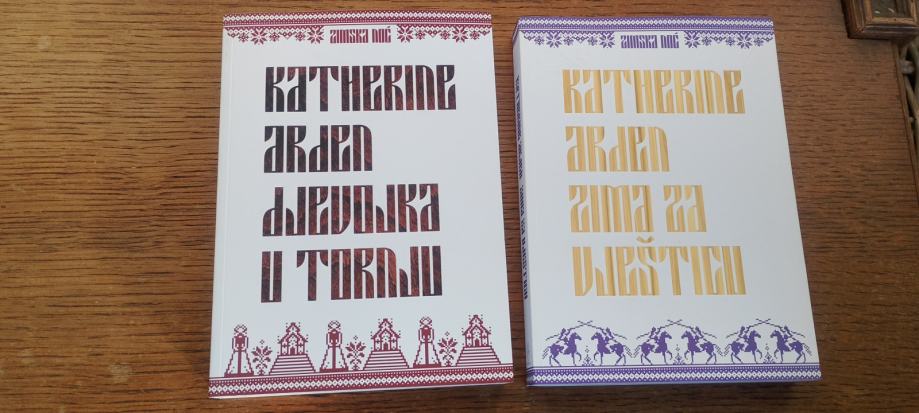 ZIMSKA NOĆ
KATHERINE
ARDEN
DJEVOJKA
U TORNJU
ZIMSKA NOĆ
KATHERINE
ARDEN
ZIMA ZA
VJEŠTICU